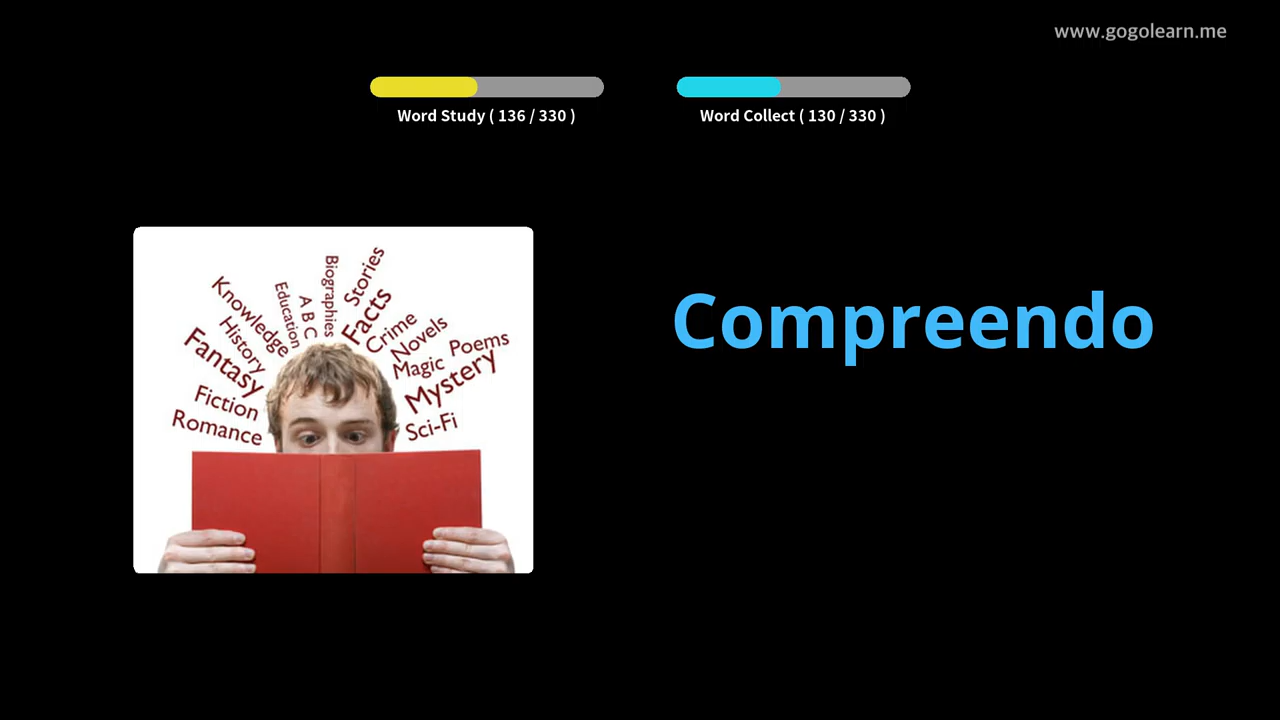 www.gogolearn.me
Word Study ( 136 / 330 )
Word Collect ( 130 / 330 )
Compreendo
Knowledge
Education
A B C
Biographies
Stories
Facts
Crime
Novels
Poems
History
Fantasy
Magic
Mystery
Fiction
Romance
Sci-Fi